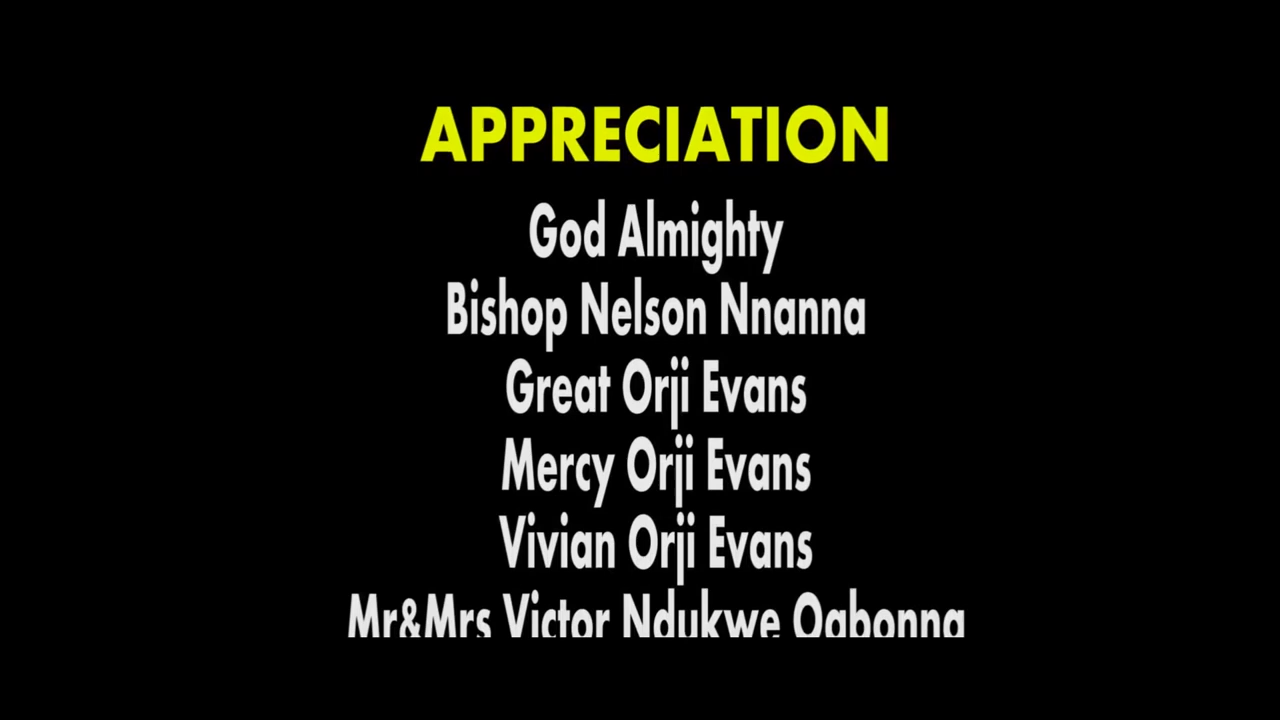 APPRECIATION
God Almighty
Bishop Nelson Nnanna
Great Orji Evans
Mercy Orji Evans
Vivian Orji Evans
Mr&Mrs Victor Ndukwe Ogbonna